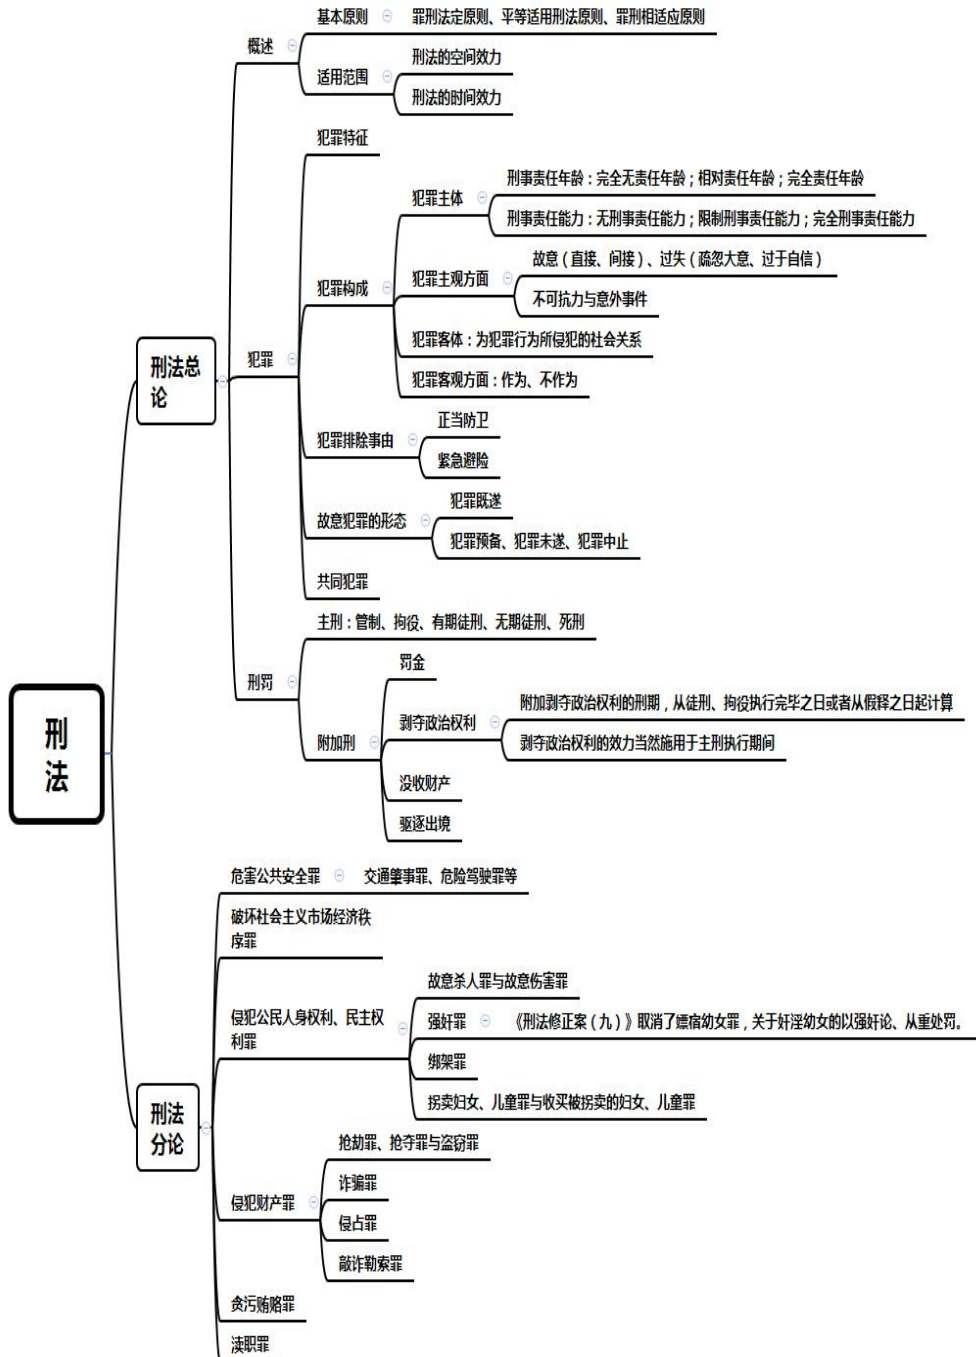 刑
法
刑法总
论
概述
基本原则
罪刑法定原则、平等适用刑法原则、罪刑相适应原则
适用范围
刑法的空间效力
刑法的时间效力
犯罪
犯罪特征
犯罪构成
犯罪主体
刑事责任年龄：完全无责任年龄；相对责任年龄；完全责任年龄
刑事责任能力：无刑事责任能力；限制刑事责任能力；完全刑事责任能力
犯罪主观方面
故意（直接、间接）、过失（疏忽大意、过于自信）
不可抗力与意外事件
犯罪客体：为犯罪行为所侵犯的社会关系
犯罪客观方面：作为、不作为
犯罪排除事由
正当防卫
紧急避险
故意犯罪的形态
犯罪既遂
犯罪预备、犯罪未遂、犯罪中止
共同犯罪
刑罚
主刑：管制、拘役、有期徒刑、无期徒刑、死刑
附加刑
罚金
剥夺政治权利
附加剥夺政治权利的刑期，从徒刑、拘役执行完毕之日或者从假释之日起计算
剥夺政治权利的效力当然施用于主刑执行期间
没收财产
驱逐出境
刑法
分论
危害公共安全罪
交通肇事罪、危险驾驶罪等
破坏社会主义市场经济秩
序罪
侵犯公民人身权利、民主权
利罪
故意杀人罪与故意伤害罪
强奸罪
《刑法修正案（九）》取消了嫖宿幼女罪，关于奸淫幼女的以强奸论、从重处罚。
绑架罪
拐卖妇女、儿童罪与收买被拐卖的妇女、儿童罪
侵犯财产罪
抢劫罪、抢夺罪与盗窃罪
诈骗罪
侵占罪
敲诈勒索罪
贪污贿赂罪
渎职罪